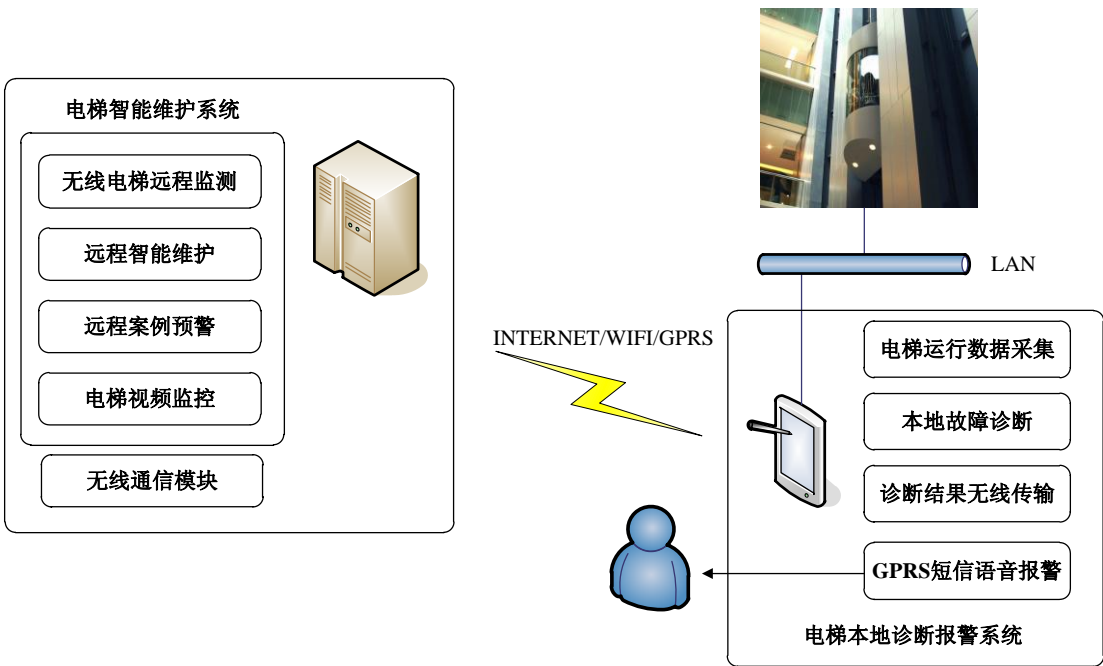 电梯智能维护系统
无线电梯远程监测
远程智能维护
远程案例预警
电梯视频监控
无线通信模块
INTERNET/WIFI/GPRS
LAN
电梯运行数据采集
本地故障诊断
诊断结果无线传输
GPRS短信语音报警
电梯本地诊断报警系统